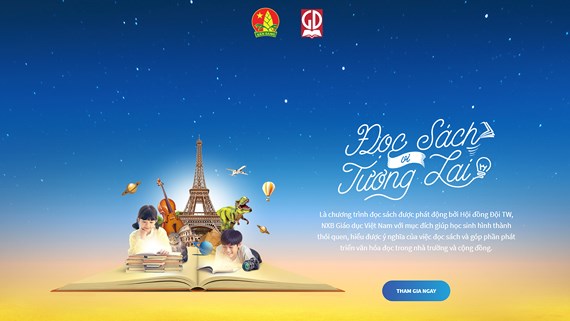 GD
Đọc Sách
vì
Tương Lai
Là chương trình đọc sách được phát động bởi Hội đồng Đội TW,
NXB Giáo dục Việt Nam với mục đích giúp học sinh hình thành
thói quen, hiểu được ý nghĩa của việc đọc sách và góp phần phát
triển văn hóa đọc trong nhà trường và cộng đồng.
THAM GIA NGAY